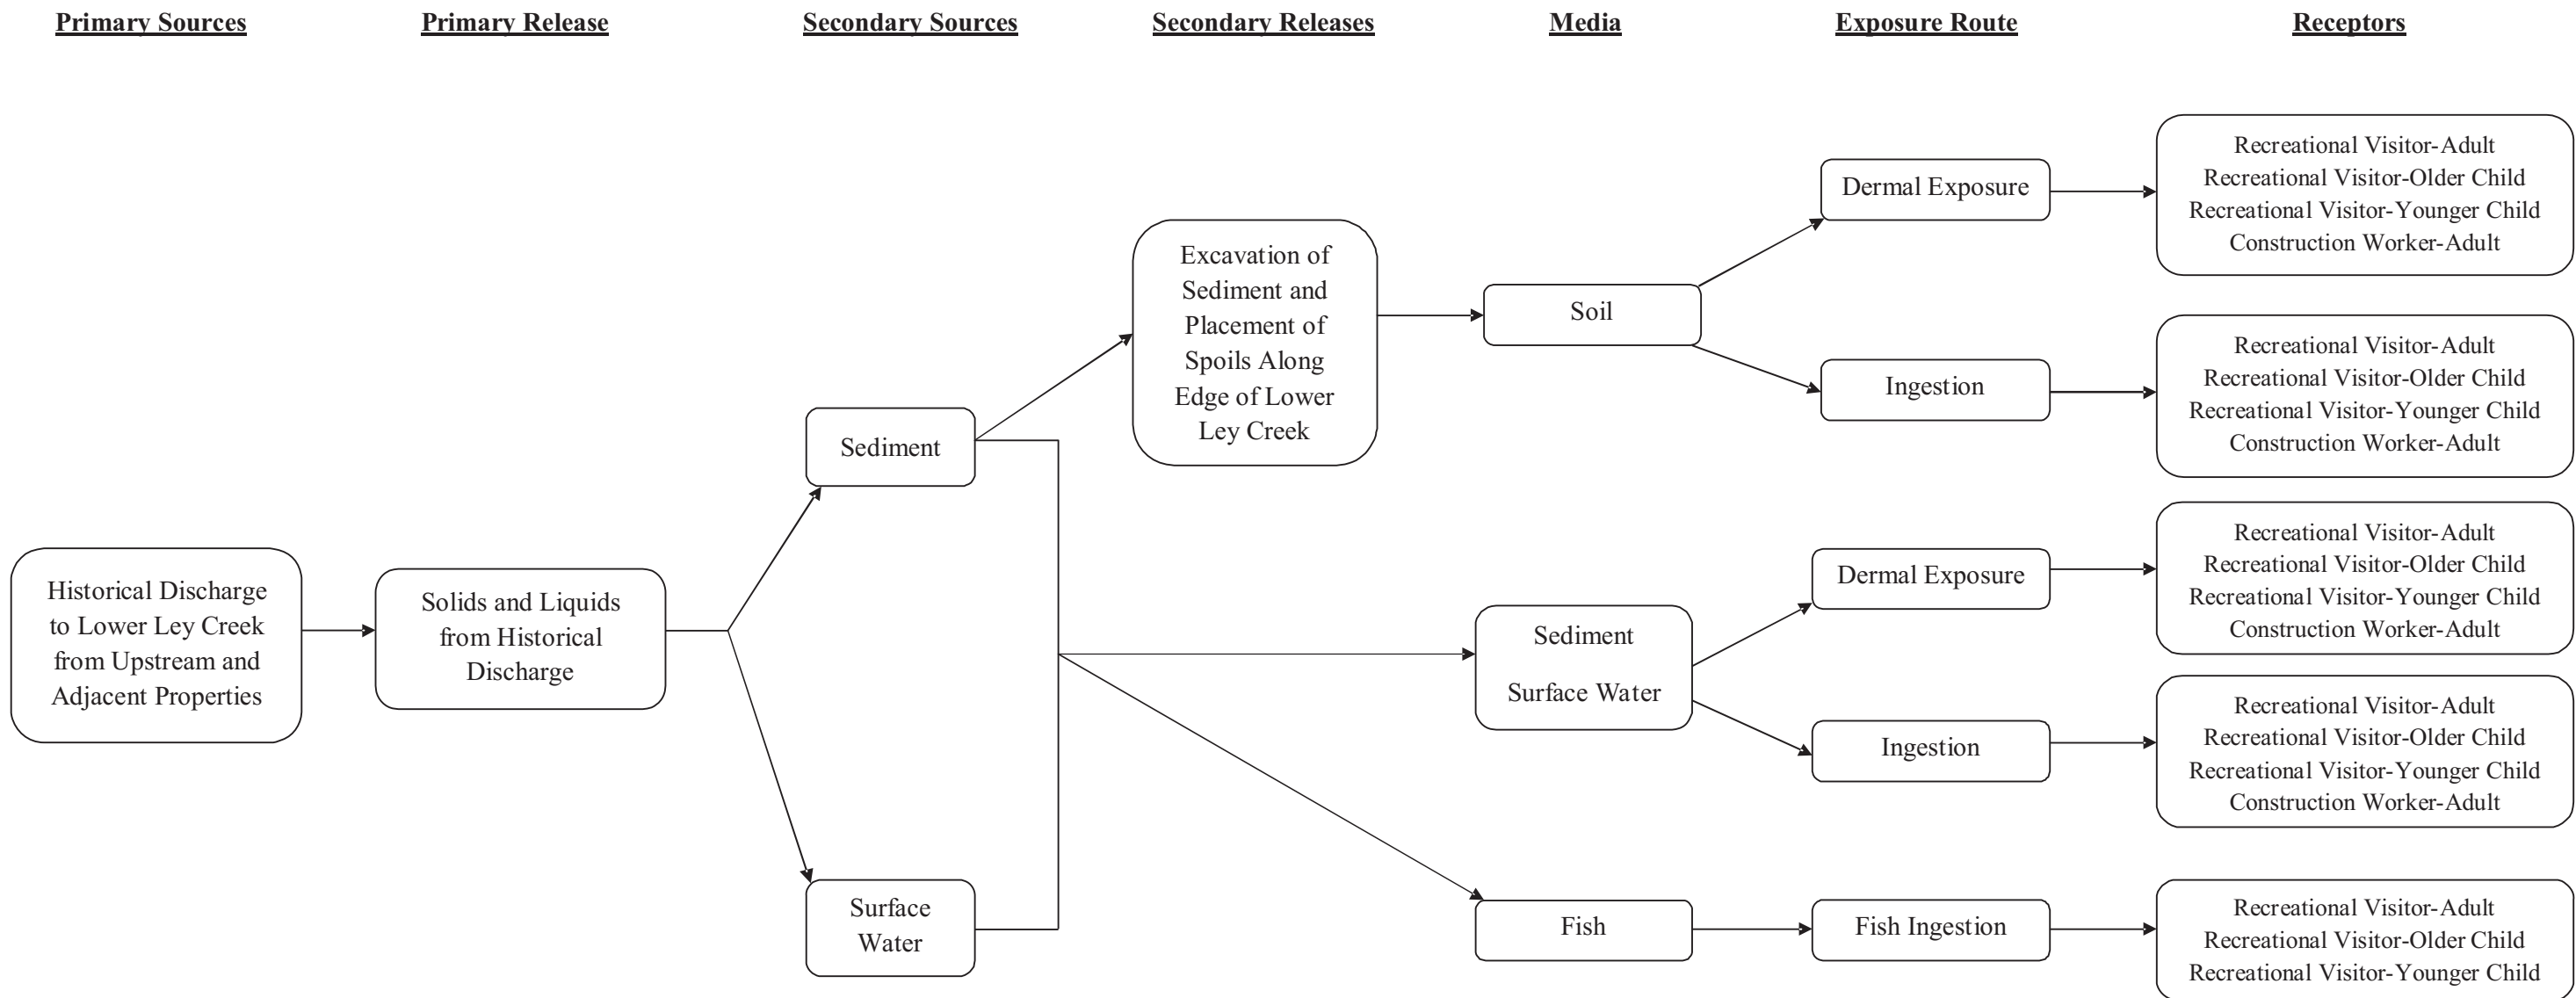 Primary Sources
Primary Release
Secondary Sources
Secondary Releases
Media
Exposure Route
Receptors
Historical Discharge
to Lower Ley Creek
from Upstream and
Adjacent Properties
Solids and Liquids
from Historical
Discharge
Sediment
Surface
Water
Excavation of
Sediment and
Placement of
Spoils Along
Edge of Lower
Ley Creek
Soil
Dermal Exposure
Recreational Visitor-Adult
Recreational Visitor-Older Child
Recreational Visitor-Younger Child
Construction Worker-Adult
Ingestion
Recreational Visitor-Adult
Recreational Visitor-Older Child
Recreational Visitor-Younger Child
Construction Worker-Adult
Sediment
Surface Water
Dermal Exposure
Recreational Visitor-Adult
Recreational Visitor-Older Child
Recreational Visitor-Younger Child
Construction Worker-Adult
Ingestion
Recreational Visitor-Adult
Recreational Visitor-Older Child
Recreational Visitor-Younger Child
Construction Worker-Adult
Fish
Fish Ingestion
Recreational Visitor-Adult
Recreational Visitor-Older Child
Recreational Visitor-Younger Child